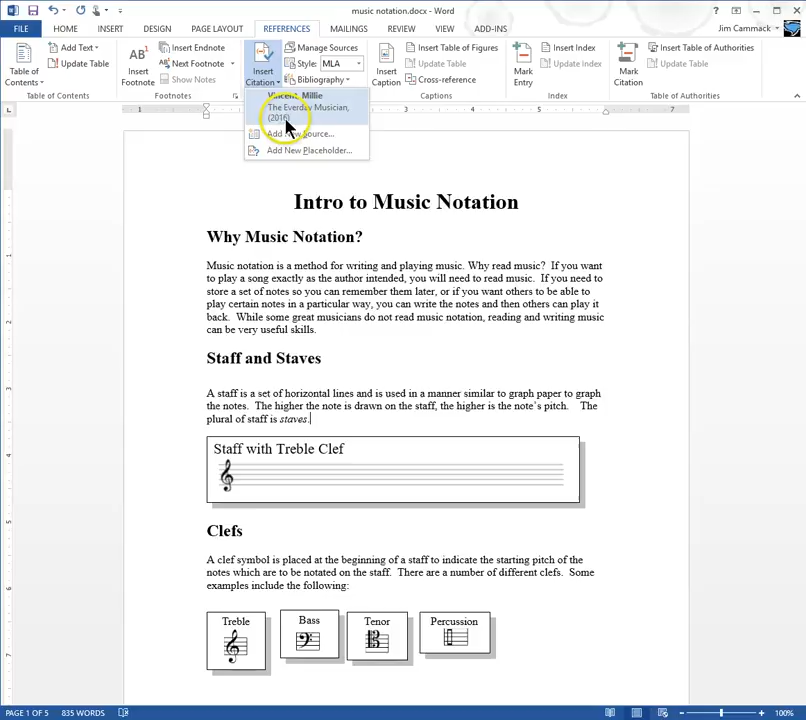 music notation.docx - Word
FILE HOME INSERT DESIGN PAGE LAYOUT REFERENCES MAILINGS REVIEW VIEW ADD-INS Jim Cammack
Table of Contents
Add Text
Update Table
Table of Contents
AB1
Insert Footnote
Insert Endnote
Next Footnote
Show Notes
Footnotes
Insert Citation
Manage Sources
Style: MLA
Bibliography
Insert Caption
Insert Table of Figures
Update Table
Cross-reference
Captions
Mark Entry
Insert Index
Update Index
Index
Mark Citation
Insert Table of Authorities
Update Table
Table of Authorities
Vincent, Millie
The Everday Musician,
(2016)
Add New Source...
Add New Placeholder...
1 3 4 5 6 7
Intro to Music Notation
Why Music Notation?
Music notation is a method for writing and playing music. Why read music? If you want
to play a song exactly as the author intended, you will need to read music. If you need to
store a set of notes so you can remember them later, or if you want others to be able to
play certain notes in a particular way, you can write the notes and then others can play it
back. While some great musicians do not read music notation, reading and writing music
can be very useful skills.
Staff and Staves
A staff is a set of horizontal lines and is used in a manner similar to graph paper to graph
the notes. The higher the note is drawn on the staff, the higher is the note's pitch. The
plural of staff is staves.
Staff with Treble Clef
Clefs
A clef symbol is placed at the beginning of a staff to indicate the starting pitch of the
notes which are to be notated on the staff. There are a number of different clefs. Some
examples include the following:
Treble Bass Tenor Percussion
PAGE 1 OF 5 835 WORDS 100%